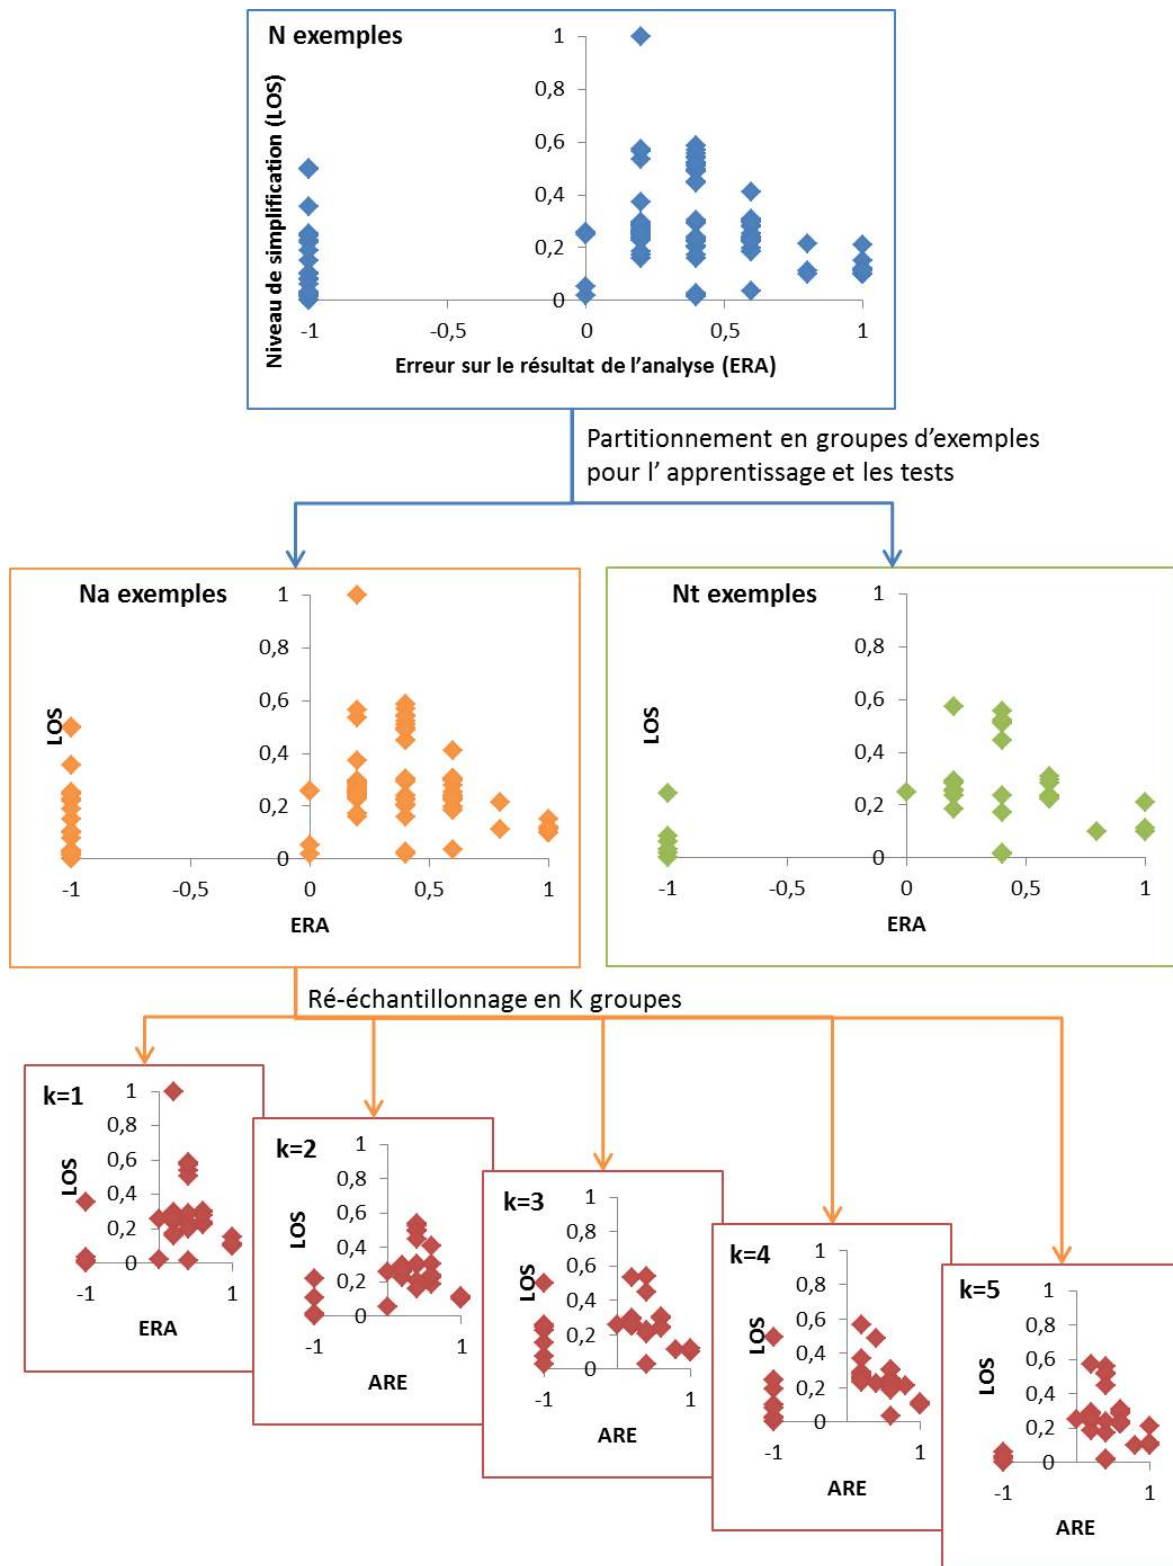 N exemples
Niveau de simplification (LOS)
1
0,8
0,6
0,4
0,2
0
-1
-0,5
0
0,5
1
Erreur sur le résultat de l'analyse (ERA)
Partitionnement en groupes d'exemples
pour l' apprentissage et les tests
Na exemples
LOS
1
0,8
0,6
0,4
0,2
0
-1
-0,5
0
0,5
1
ERA
Nt exemples
LOS
1
0,8
0,6
0,4
0,2
0
-1
-0,5
0
0,5
1
ERA
Ré-échantillonnage en K groupes
k=1
LOS
1
0,8
0,6
0,4
0,2
0
-1
1
ERA
k=2
LOS
1
0,8
0,6
0,4
0,2
0
-1
1
ARE
k=3
LOS
1
0,8
0,6
0,4
0,2
0
-1
1
ARE
k=4
LOS
1
0,8
0,6
0,4
0,2
0
-1
1
ARE
k=5
LOS
1
0,8
0,6
0,4
0,2
0
-1
1
ARE